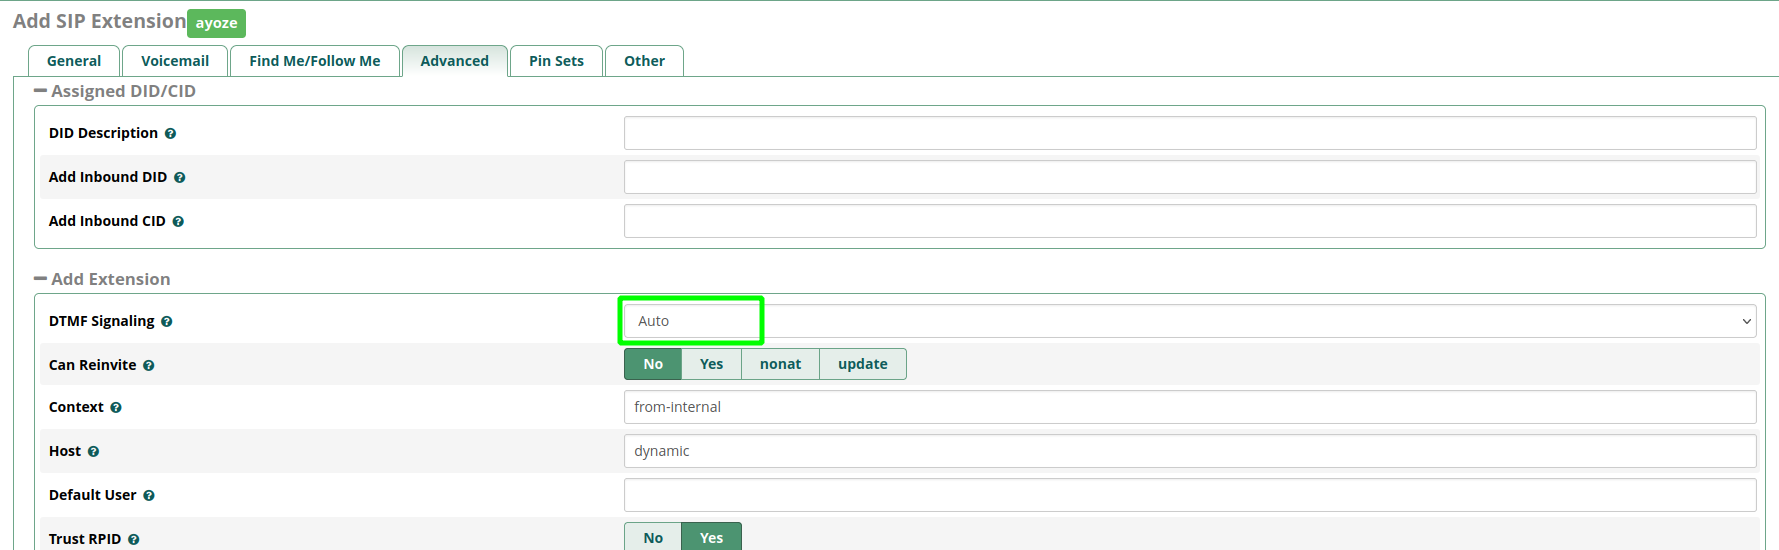 Add SIP Extension ayoze
General Voicemail Find Me/Follow Me Advanced Pin Sets Other
Assigned DID/CID
DID Description
Add Inbound DID
Add Inbound CID
Add Extension
DTMF Signaling Auto
Can Reinvite No Yes nonat update
Context from-internal
Host dynamic
Default User
Trust RPID No Yes